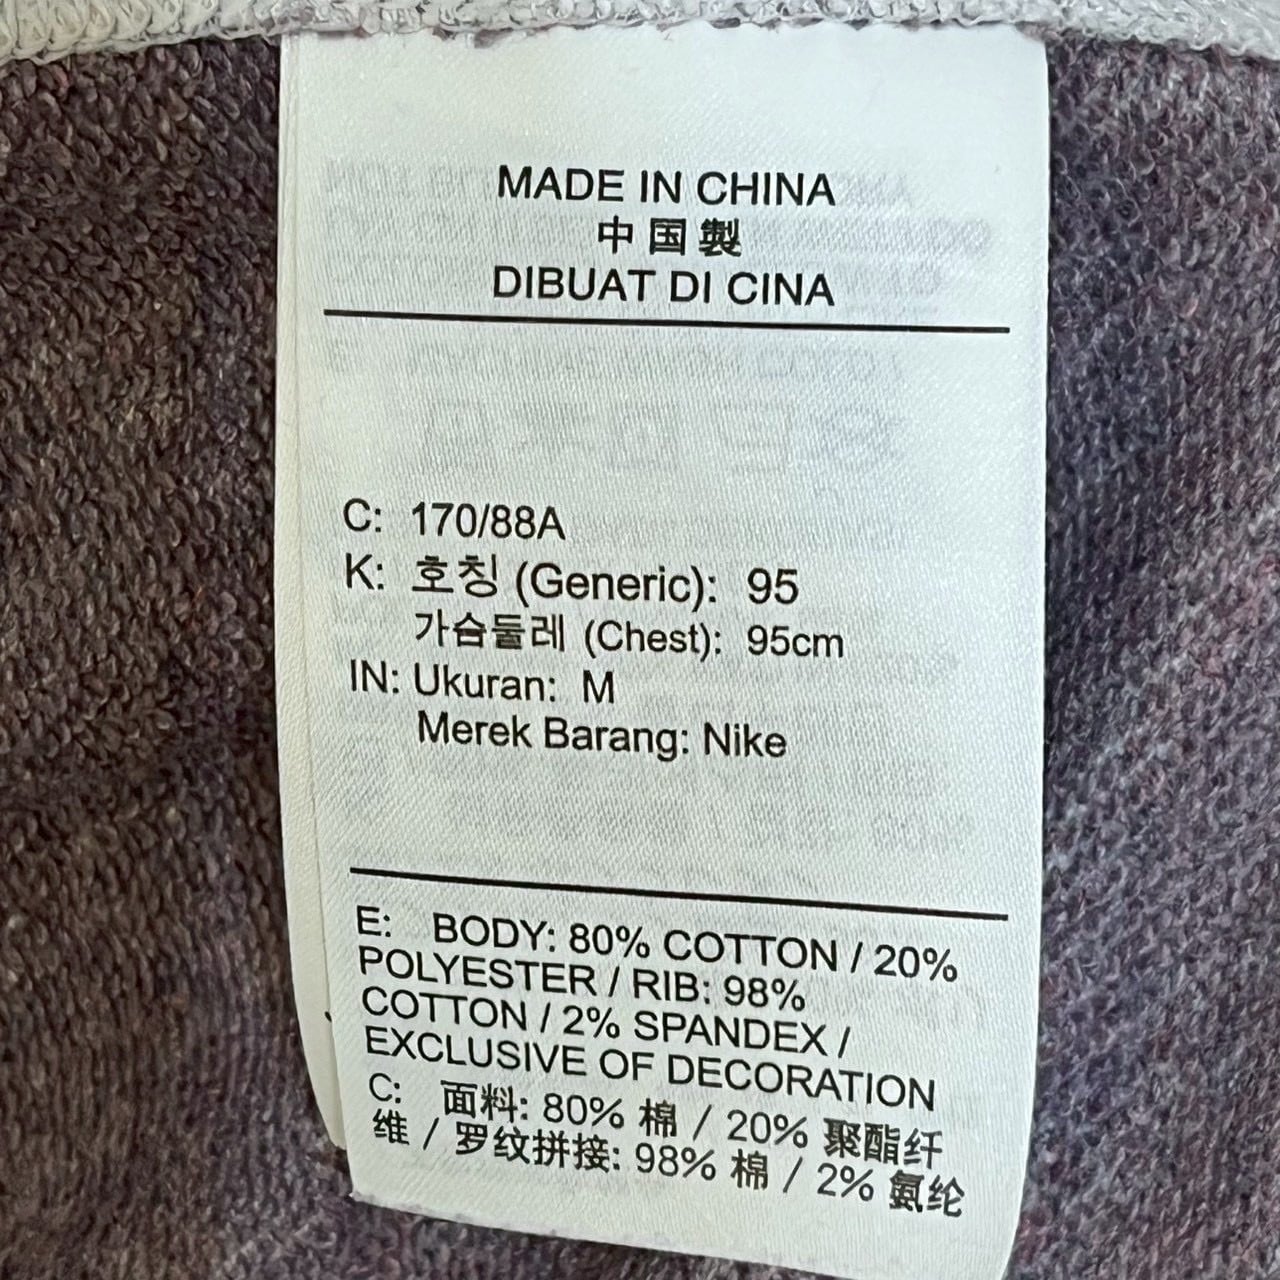 MADE IN CHINA
中国製
DIBUAT DI CINA
C: 170/88A
K: 호칭 (Generic): 95
가슴둘레 (Chest): 95cm
IN: Ukuran: M
Merek Barang: Nike
E: BODY: 80% COTTON / 20%
POLYESTER / RIB: 98%
COTTON / 2% SPANDEX /
EXCLUSIVE OF DECORATION
C: 面料: 80% 棉 / 20% 聚酯纤
维 / 罗纹拼接: 98% 棉 / 2% 氨纶